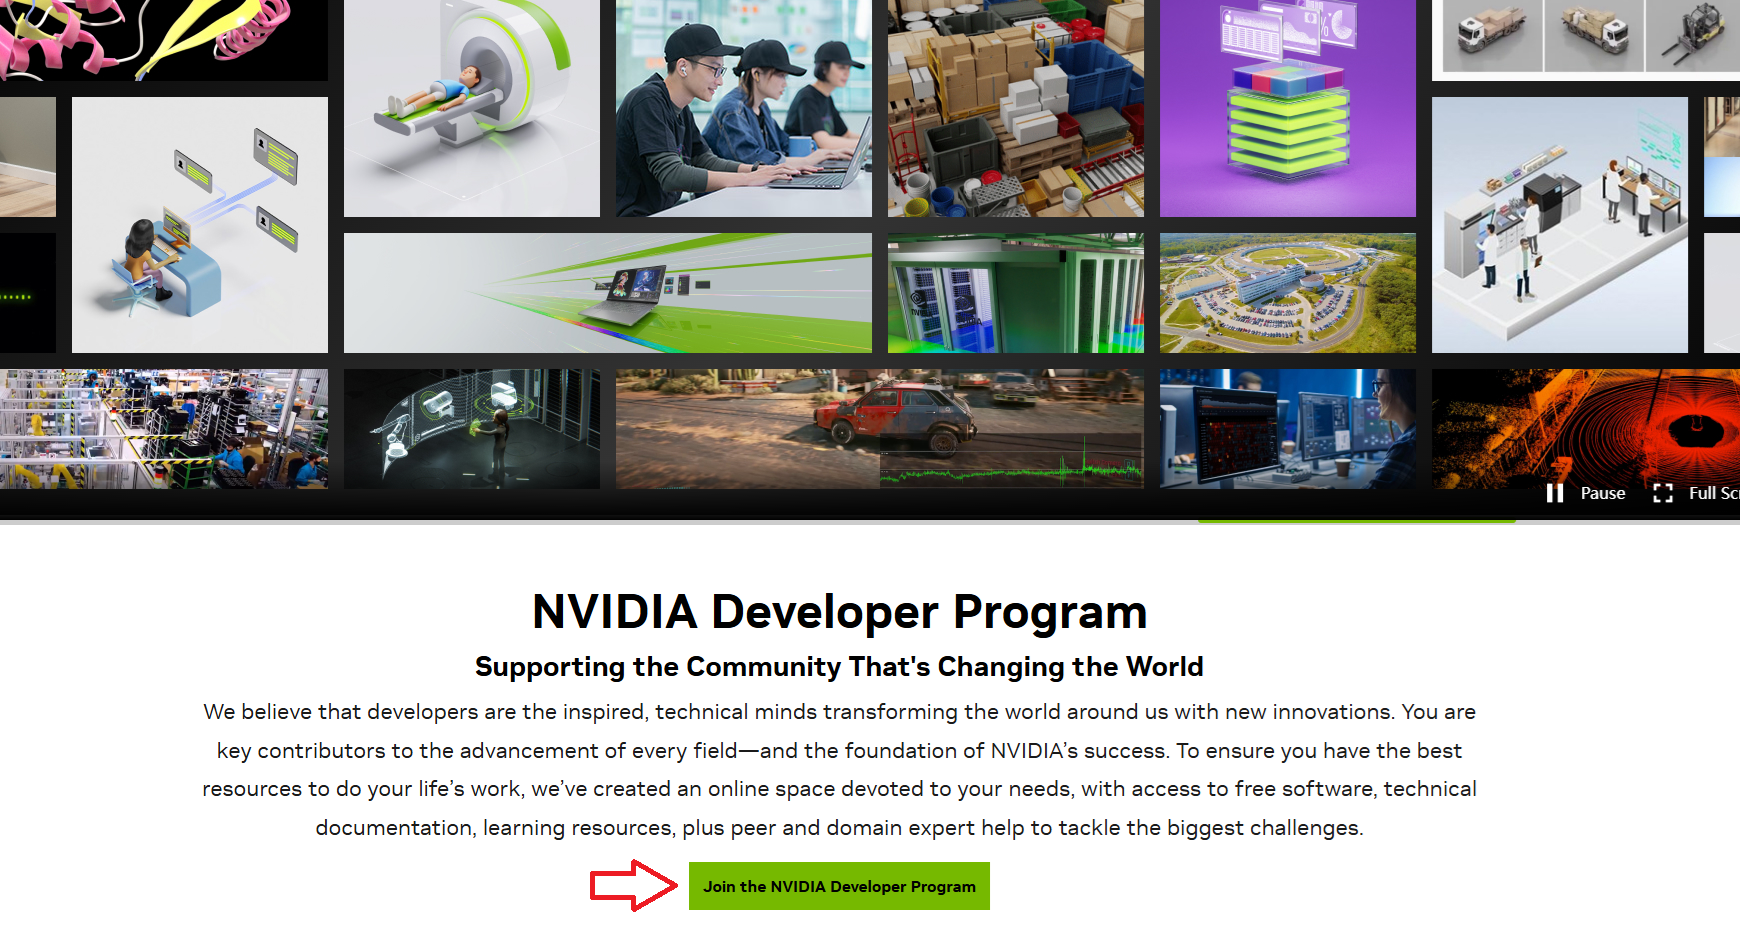 Pause
Full Scr
NVIDIA Developer Program
Supporting the Community That's Changing the World
We believe that developers are the inspired, technical minds transforming the world around us with new innovations. You are
key contributors to the advancement of every field—and the foundation of NVIDIA’s success. To ensure you have the best
resources to do your life’s work, we’ve created an online space devoted to your needs, with access to free software, technical
documentation, learning resources, plus peer and domain expert help to tackle the biggest challenges.
Join the NVIDIA Developer Program